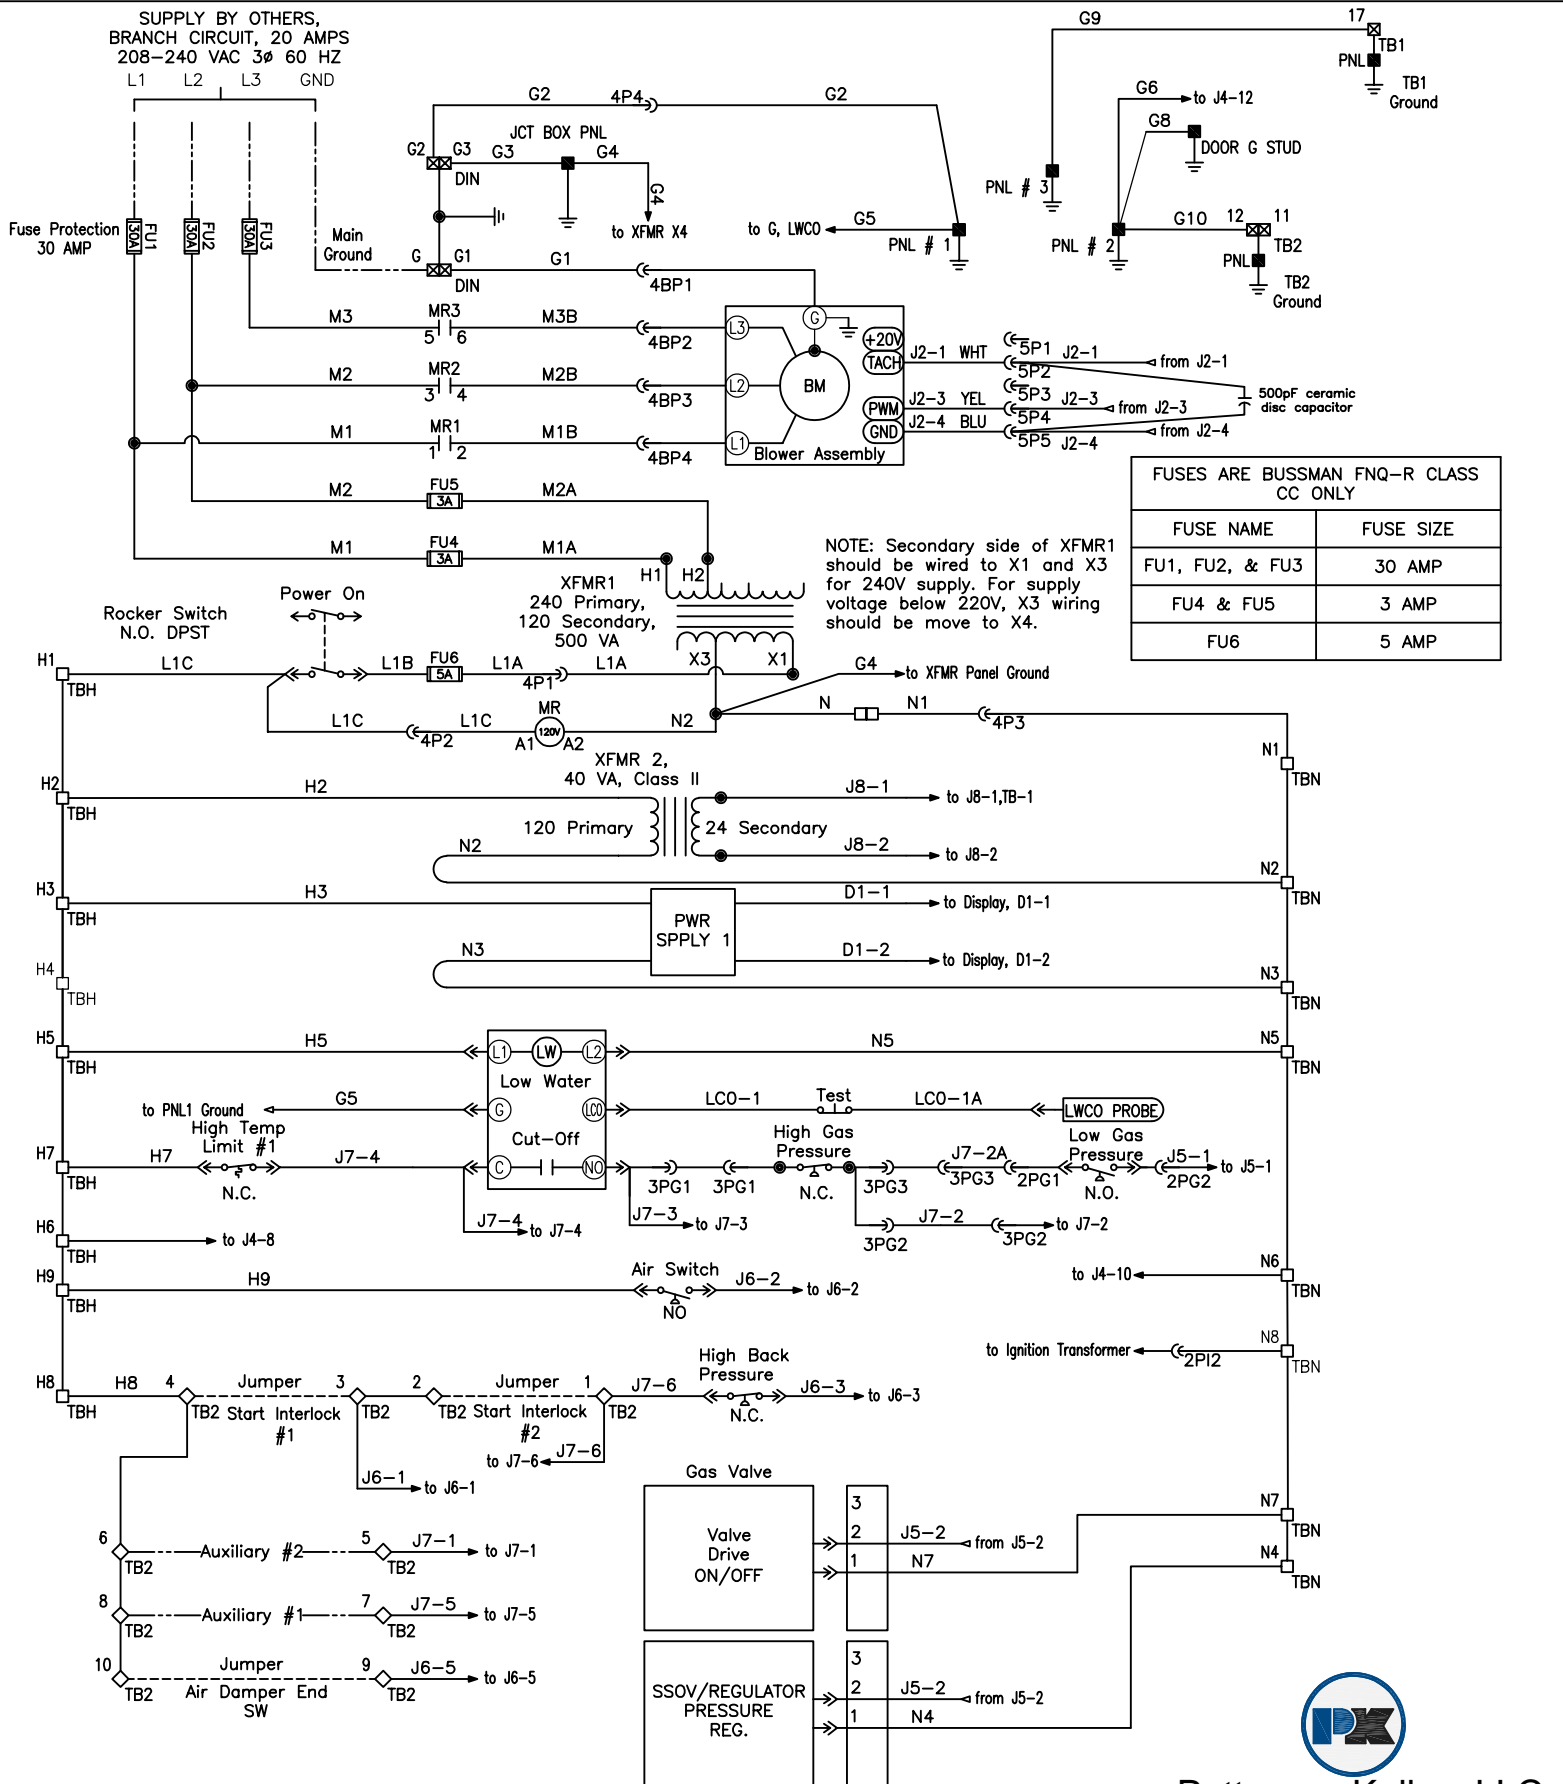 SUPPLY BY OTHERS,
BRANCH CIRCUIT, 20 AMPS
208-240 VAC 3ø 60 HZ
L1 L2 L3 GND
G9
17
TB1
PNL
TB1
Ground
G2 4P4 G2
G6 to J4-12
G8
DOOR G STUD
JCT BOX PNL
G2 G3 G3 G4
DIN
G4
to XFMR X4
PNL # 3
to G, LWCO G5
PNL # 1
PNL # 2
G10 12 11
TB2
PNL
TB2
Ground
Fuse Protection
30 AMP
30A FU1
30A FU2
30A FU3
Main
Ground
G G1 G1
DIN
4BP1
M3 MR3 M3B
5 6
4BP2
M2 MR2 M2B
3 4
4BP3
M1 MR1 M1B
1 2
4BP4
L3 G
L2 BM
L1
Blower Assembly
+20V
TACH
PWM
GND
5P1
J2-1 WHT J2-1 from J2-1
5P2
5P3
J2-3 YEL J2-3 from J2-3
5P4
J2-4 BLU
5P5 J2-4 from J2-4
500pF ceramic
disc capacitor
M2 FU5 M2A
3A
M1 FU4 M1A
3A
H1 H2
FUSES ARE BUSSMAN FNQ-R CLASS
CC ONLY
FUSE NAME FUSE SIZE
FU1, FU2, & FU3 30 AMP
FU4 & FU5 3 AMP
FU6 5 AMP
NOTE: Secondary side of XFMR1
should be wired to X1 and X3
for 240V supply. For supply
voltage below 220V, X3 wiring
should be move to X4.
XFMR1
240 Primary,
120 Secondary,
500 VA
X3 X1
Power On
Rocker Switch
N.O. DPST
H1 L1C L1B FU6 L1A L1A
TBH 5A 4P1
G4 to XFMR Panel Ground
L1C L1C MR N2
4P2 A1 120V A2
N N1
4P3
N1
TBN
XFMR 2,
40 VA, Class II
H2 H2
TBH
120 Primary 24 Secondary
J8-1 to J8-1,TB-1
N2 J8-2 to J8-2
N2
TBN
H3 H3
TBH
PWR
SPPLY 1
D1-1 to Display, D1-1
N3 D1-2 to Display, D1-2
N3
TBN
H4
TBH
H5 H5 L1 LW L2 N5 N5
TBH TBN
Low Water
to PNL1 Ground G5 G LCO LCO-1 Test LCO-1A LWCO PROBE
High Temp
Limit #1
Cut-Off
High Gas
Pressure
Low Gas
Pressure
H7 H7 J7-4 C NO J7-2A J5-1 to J5-1
TBH N.C. 3PG1 3PG1 N.C. 3PG3 3PG3 2PG1 N.O. 2PG2
J7-4 to J7-4
J7-3 to J7-3
J7-2 to J7-2
3PG2 3PG2
H6 to J4-8
TBH
H9 H9 Air Switch J6-2 to J6-2
TBH NO
to J4-10 N6
TBN
to Ignition Transformer 2PI2 N8
TBN
High Back
Pressure
H8 H8 4 Jumper 3 2 Jumper 1 J7-6 J6-3 to J6-3
TBH TB2 Start Interlock
#1
TB2 TB2 Start Interlock
#2
TB2 N.C.
to J7-6 J7-6
J6-1 to J6-1
Gas Valve
6 Auxiliary #2 5 J7-1 to J7-1
TB2 TB2
8 Auxiliary #1 7 J7-5 to J7-5
TB2 TB2
10 Jumper 9 J6-5 to J6-5
TB2 Air Damper End
SW
TB2
Valve
Drive
ON/OFF
3
2 J5-2 from J5-2
1 N7
N7
TBN
N4
TBN
SSOV/REGULATOR
PRESSURE
REG.
3
2 J5-2 from J5-2
1 N4
PK